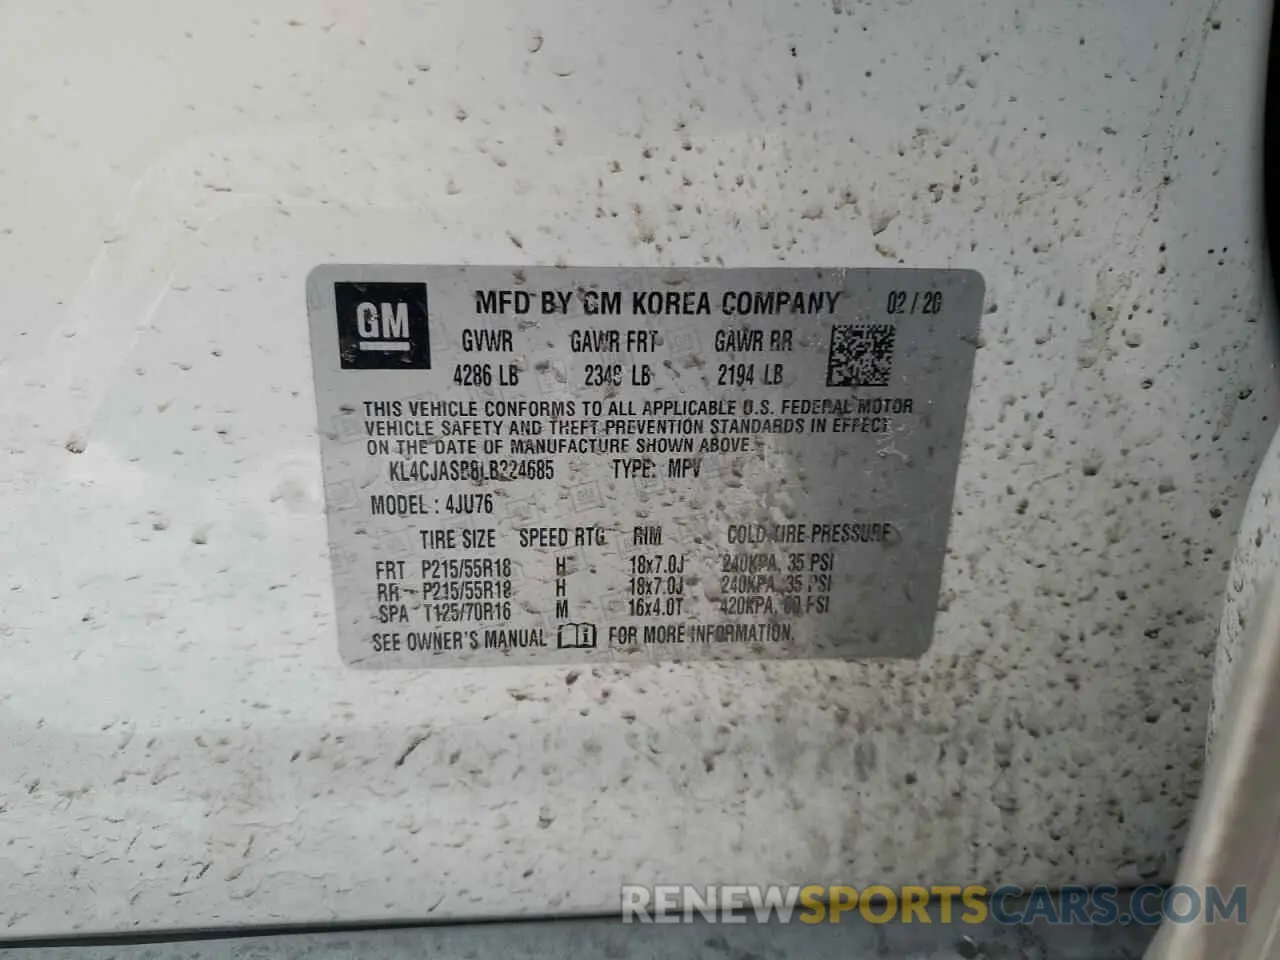 GM
MFD BY GM KOREA COMPANY 02 / 20
GVWR GAWR FRT GAWR RR
4286 LB 2348 LB 2194 LB
THIS VEHICLE CONFORMS TO ALL APPLICABLE U.S. FEDERAL MOTOR
VEHICLE SAFETY AND THEFT PREVENTION STANDARDS IN EFFECT
ON THE DATE OF MANUFACTURE SHOWN ABOVE.
KL4CJASB8LB224685 TYPE: MPV
MODEL : 4JU76
TIRE SIZE SPEED RTG RIM COLD TIRE PRESSURE
FRT P215/55R18 H 18x7.0J 240KPA, 35 PSI
RR P215/55R18 H 18x7.0J 240KPA, 35 PSI
SPA T125/70R16 M 16x4.0T 420KPA, 60 PSI
SEE OWNER'S MANUAL FOR MORE INFORMATION.
RENEWSPORTSCARS.COM